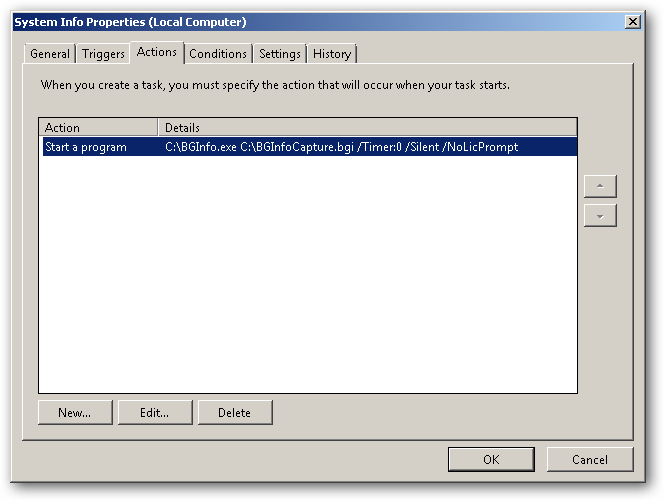 System Info Properties (Local Computer)
General Triggers Actions Conditions Settings History
When you create a task, you must specify the action that will occur when your task starts.
Action Details
Start a program C:\BGInfo.exe C:\BGInfoCapture.bgi /Timer:0 /Silent /NoLicPrompt
New... Edit... Delete
OK Cancel